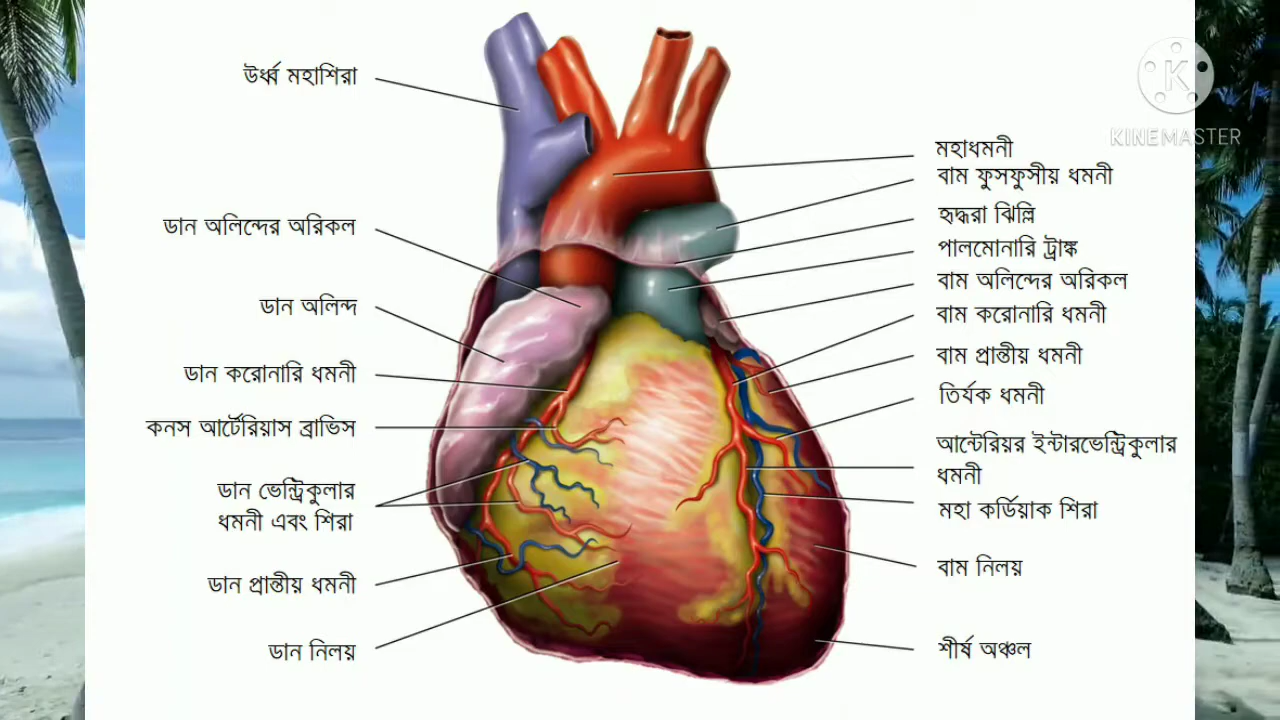 উর্ধ্ব মহাশিরা
ডান অলিন্দের অরিকল
ডান অলিন্দ
ডান করোনারি ধমনী
কনস আর্টেরিয়াস ব্রাভিস
ডান ভেন্ট্রিকুলার
ধমনী এবং শিরা
ডান প্রান্তীয় ধমনী
ডান নিলয়
মহাধমনী
বাম ফুসফুসীয় ধমনী
হৃদ্ধরা ঝিল্লি
পালমোনারি ট্রাঙ্ক
বাম অলিন্দের অরিকল
বাম করোনারি ধমনী
বাম প্রান্তীয় ধমনী
তির্যক ধমনী
আন্টেরিয়র ইন্টারভেন্ট্রিকুলার
ধমনী
মহা কর্ডিয়াক শিরা
বাম নিলয়
শীর্ষ অঞ্চল
K
KINEMASTER